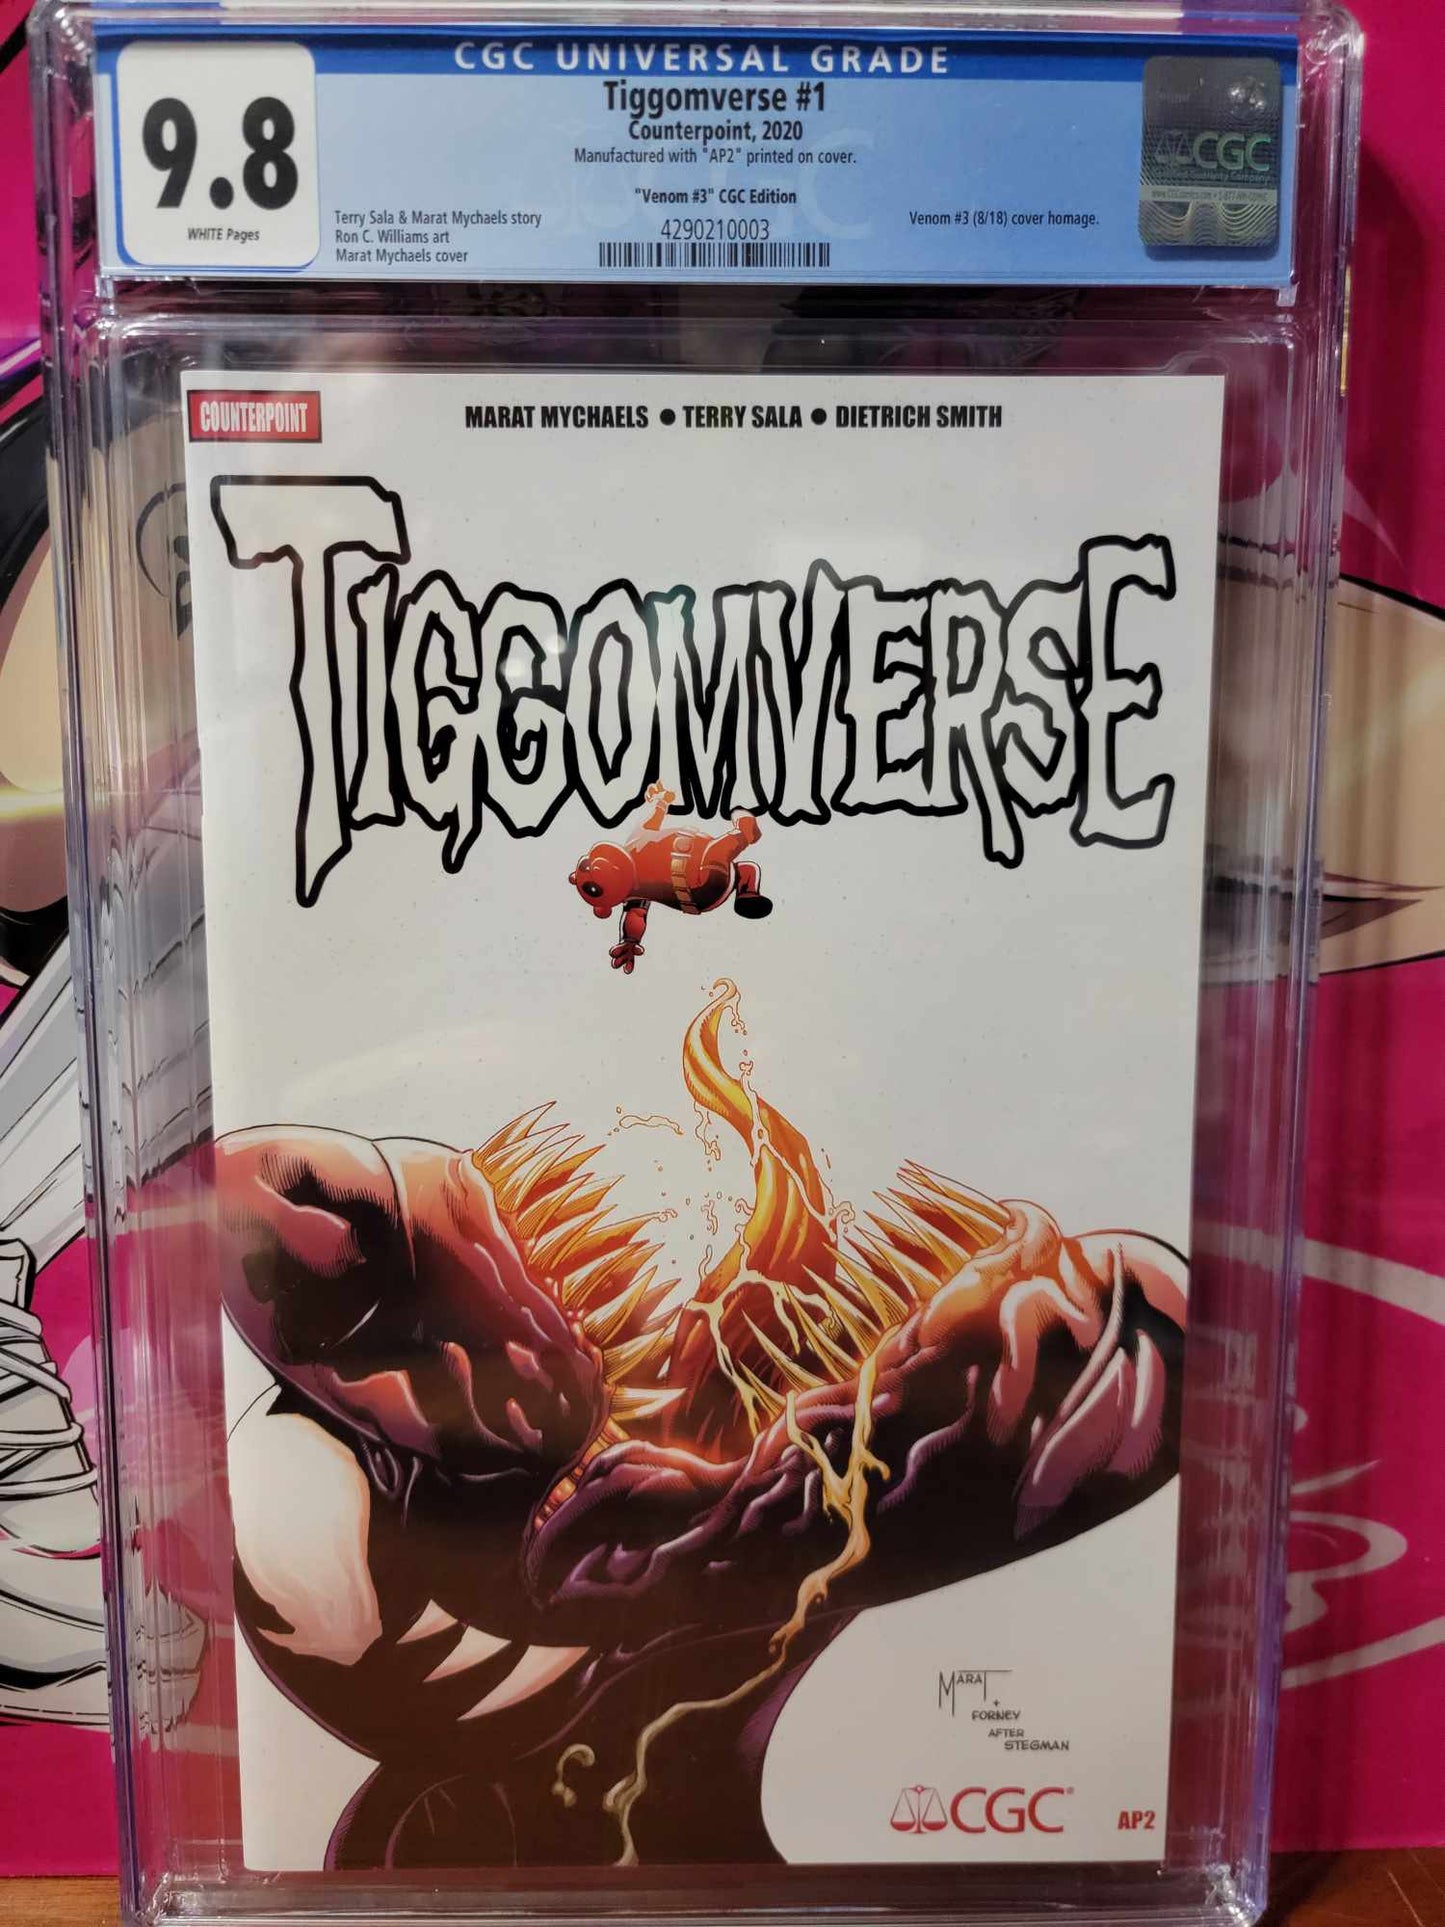 CGC UNIVERSAL GRADE
9.8
WHITE Pages
Tiggomverse #1
Counterpoint, 2020
Manufactured with "AP2" printed on cover.
"Venom #3" CGC Edition
4290210003
Terry Sala & Marat Mychaels story
Ron C. Williams art
Marat Mychaels cover
Venom #3 (8/18) cover homage.
CGC
COUNTERPOINT
MARAT MYCHAELS ● TERRY SALA ● DIETRICH SMITH
TIGGOMVERSE
MARAT
+
FORNEY
AFTER
STEGMAN
CGC®
AP2